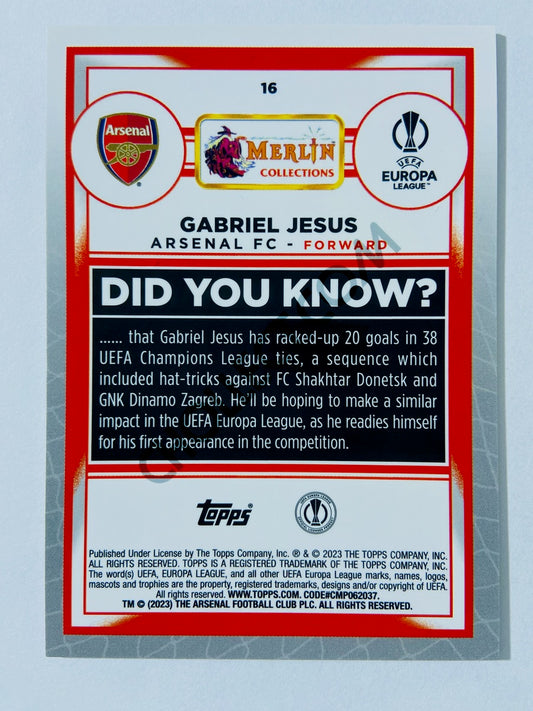 16
Arsenal
MERLIN
COLLECTIONS
UEFA
EUROPA
LEAGUE™
GABRIEL JESUS
ARSENAL FC - FORWARD
DID YOU KNOW?
...... that Gabriel Jesus has racked-up 20 goals in 38
UEFA Champions League ties, a sequence which
included hat-tricks against FC Shakhtar Donetsk and
GNK Dinamo Zagreb. He'll be hoping to make a similar
impact in the UEFA Europa League, as he readies himself
for his first appearance in the competition.
topps®
Published Under License by The Topps Company, Inc. ® & © 2023 THE TOPPS COMPANY, INC.
ALL RIGHTS RESERVED. TOPPS IS A REGISTERED TRADEMARK OF THE TOPPS COMPANY, INC.
The word(s) UEFA, EUROPA LEAGUE, and all other UEFA Europa League marks, names, logos,
mascots and trophies are the property, registered trademarks, designs and/or copyright of UEFA.
All rights reserved. WWW.TOPPS.COM. CODE#CMP062037.
TM © (2023) THE ARSENAL FOOTBALL CLUB PLC. ALL RIGHTS RESERVED.